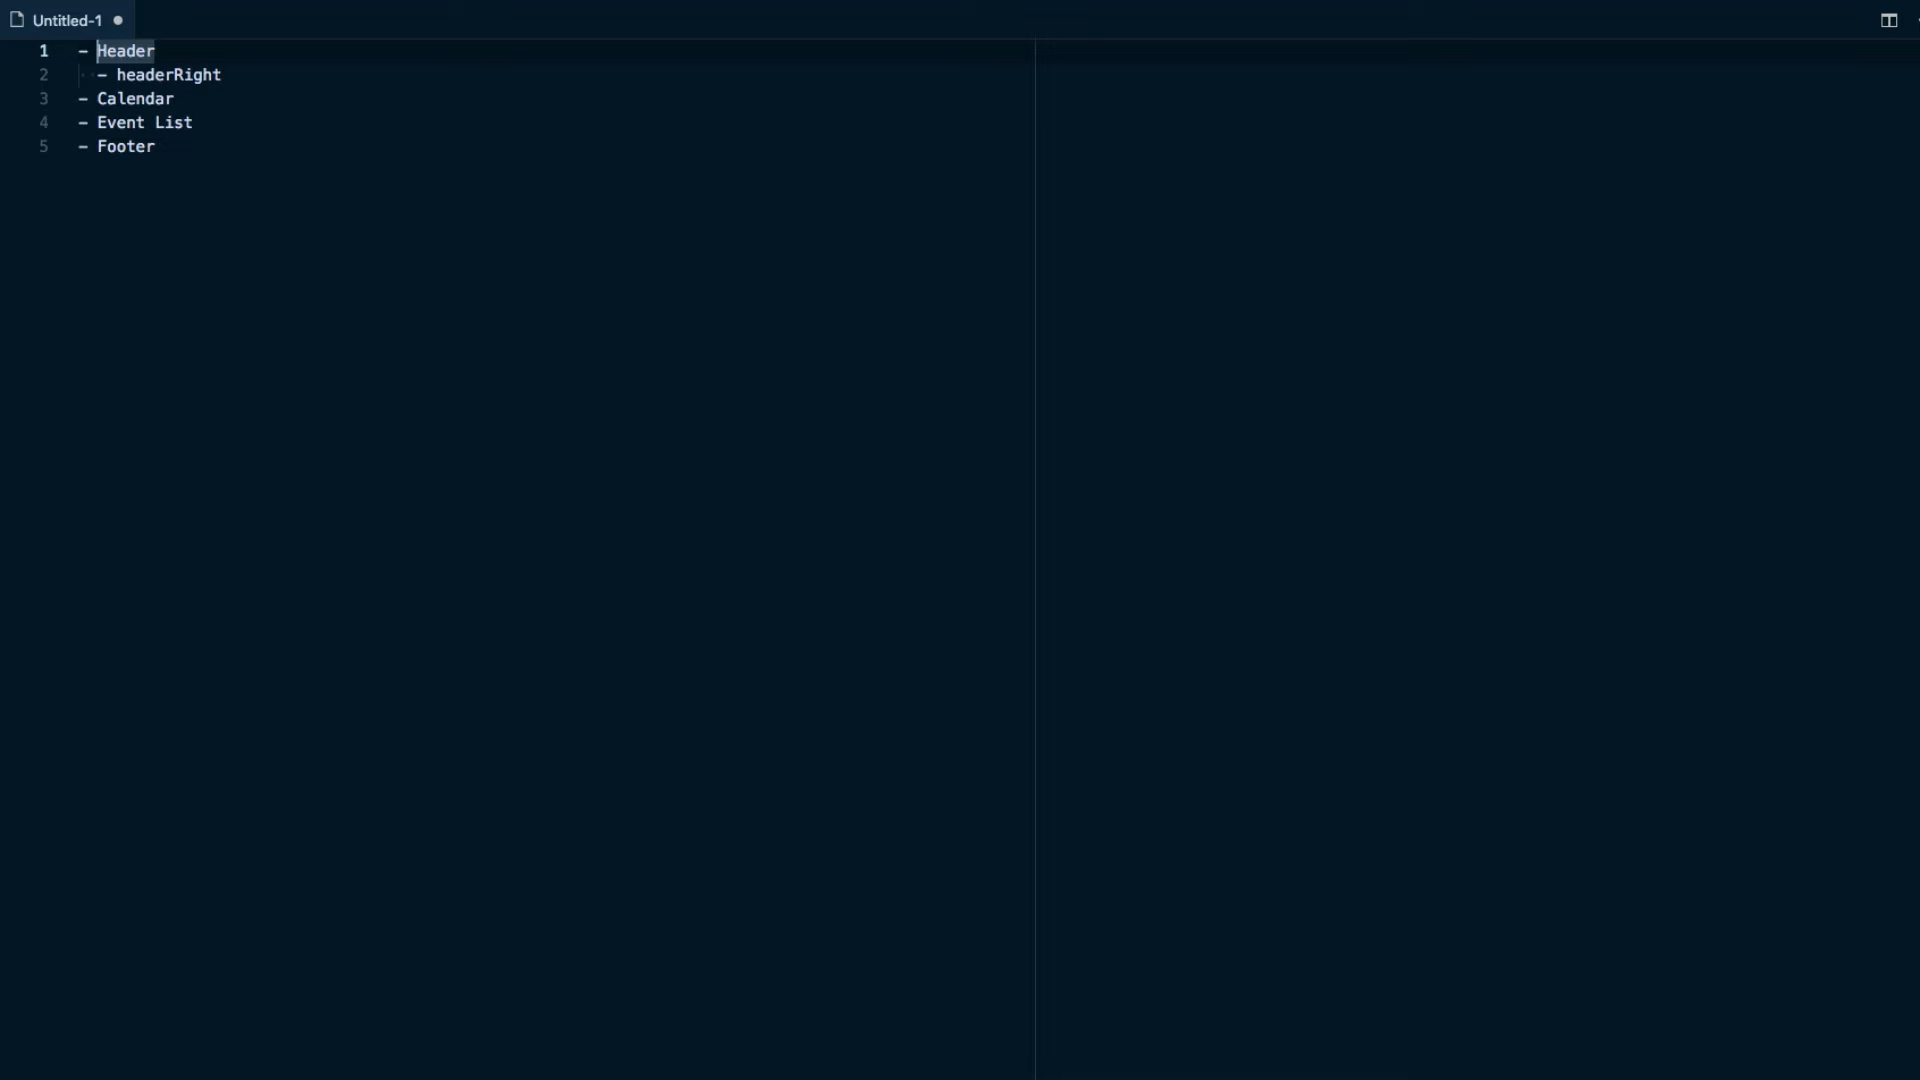 Untitled-1
1 - Header
2 - headerRight
3 - Calendar
4 - Event List
5 - Footer